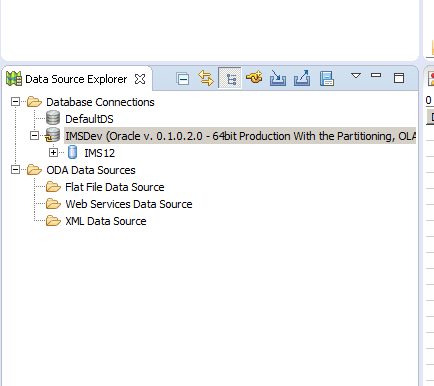 Data Source Explorer
Database Connections
DefaultDS
IMSDev (Oracle v. 0.1.0.2.0 - 64bit Production With the Partitioning, OLA
IMS12
ODA Data Sources
Flat File Data Source
Web Services Data Source
XML Data Source
0